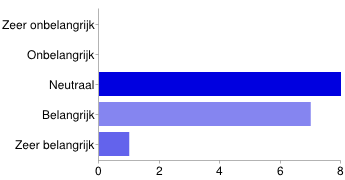 Zeer onbelangrijk
Onbelangrijk
Neutraal
Belangrijk
Zeer belangrijk
0 2 4 6 8